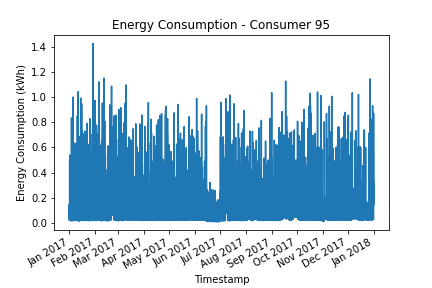 Energy Consumption - Consumer 95
Energy Consumption (kWh)
1.4
1.2
1.0
0.8
0.6
0.4
0.2
0.0
Jan 2017
Feb 2017
Mar 2017
Apr 2017
May 2017
Jun 2017
Jul 2017
Aug 2017
Sep 2017
Oct 2017
Nov 2017
Dec 2017
Jan 2018
Timestamp